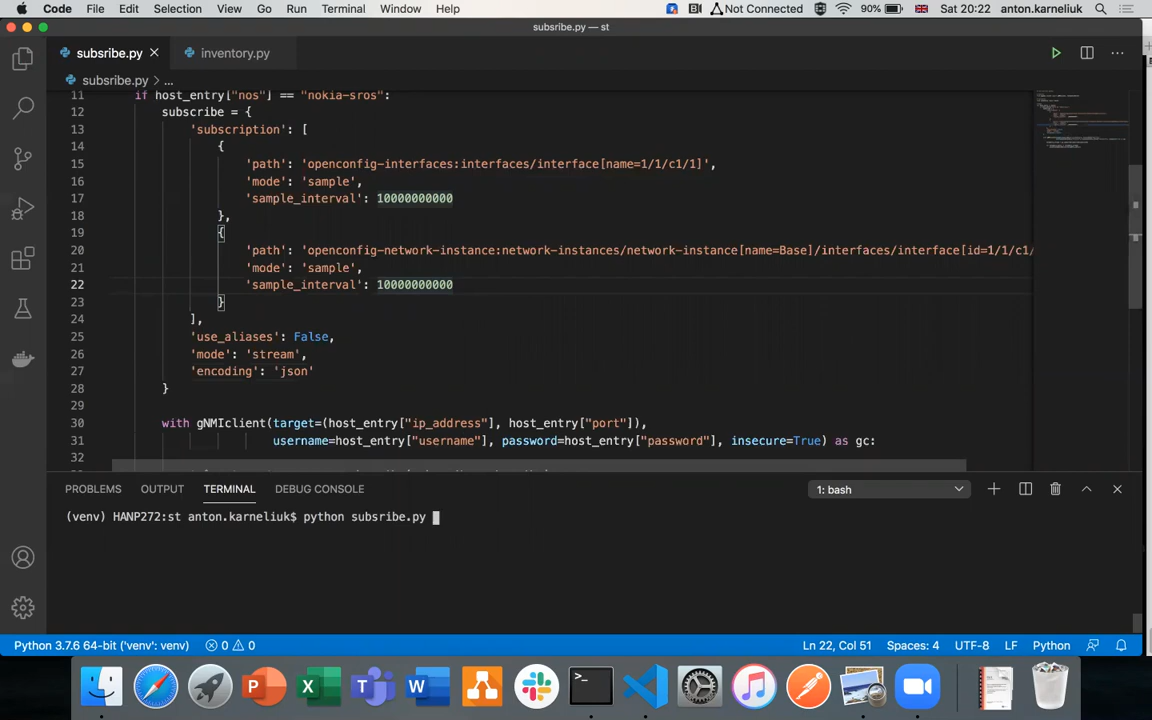 Code File Edit Selection View Go Run Terminal Window Help Not Connected 90% Sat 20:22 anton.karneliuk
subsribe.py — st
subsribe.py inventory.py
subsribe.py > ...
11 if host_entry["nos"] == "nokia-sros":
12 subscribe = {
13 'subscription': [
14 {
15 'path': 'openconfig-interfaces:interfaces/interface[name=1/1/c1/1]',
16 'mode': 'sample',
17 'sample_interval': 10000000000
18 },
19 {
20 'path': 'openconfig-network-instance:network-instances/network-instance[name=Base]/interfaces/interface[id=1/1/c1/
21 'mode': 'sample',
22 'sample_interval': 10000000000
23 }
24 ],
25 'use_aliases': False,
26 'mode': 'stream',
27 'encoding': 'json'
28 }
29
30 with gNMIclient(target=(host_entry["ip_address"], host_entry["port"]),
31 username=host_entry["username"], password=host_entry["password"], insecure=True) as gc:
32
PROBLEMS OUTPUT TERMINAL DEBUG CONSOLE 1: bash
(venv) HANP272:st anton.karneliuk$ python subsribe.py
Python 3.7.6 64-bit ('venv': venv) 0 0 Ln 22, Col 51 Spaces: 4 UTF-8 LF Python